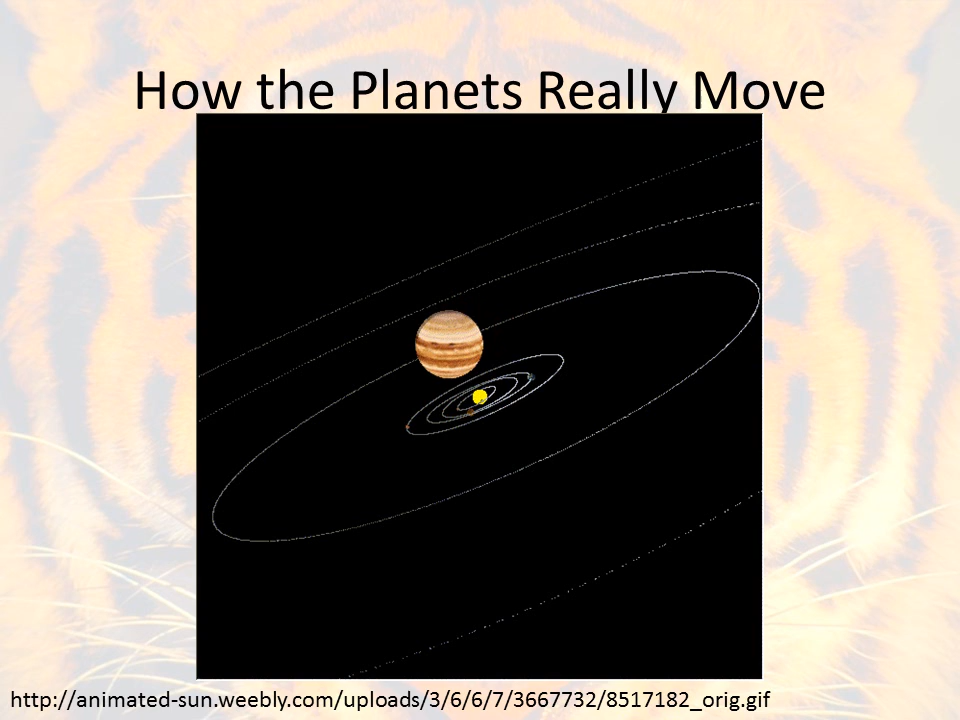 How the Planets Really Move
http://animated-sun.weebly.com/uploads/3/6/6/7/3667732/8517182_orig.gif